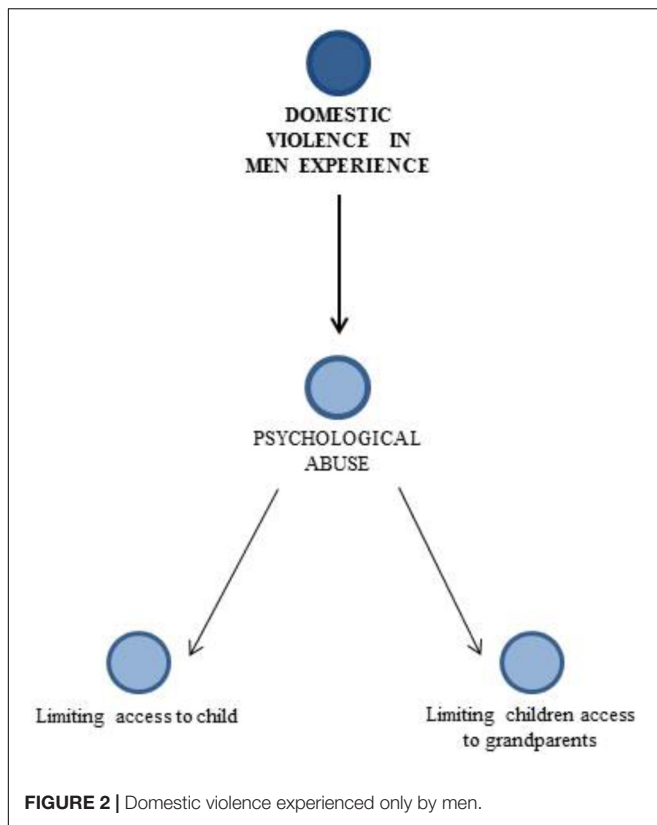 DOMESTIC
VIOLENCE IN
MEN EXPERIENCE
PSYCHOLOGICAL
ABUSE
Limiting access to child
Limiting children access
to grandparents
FIGURE 2 | Domestic violence experienced only by men.